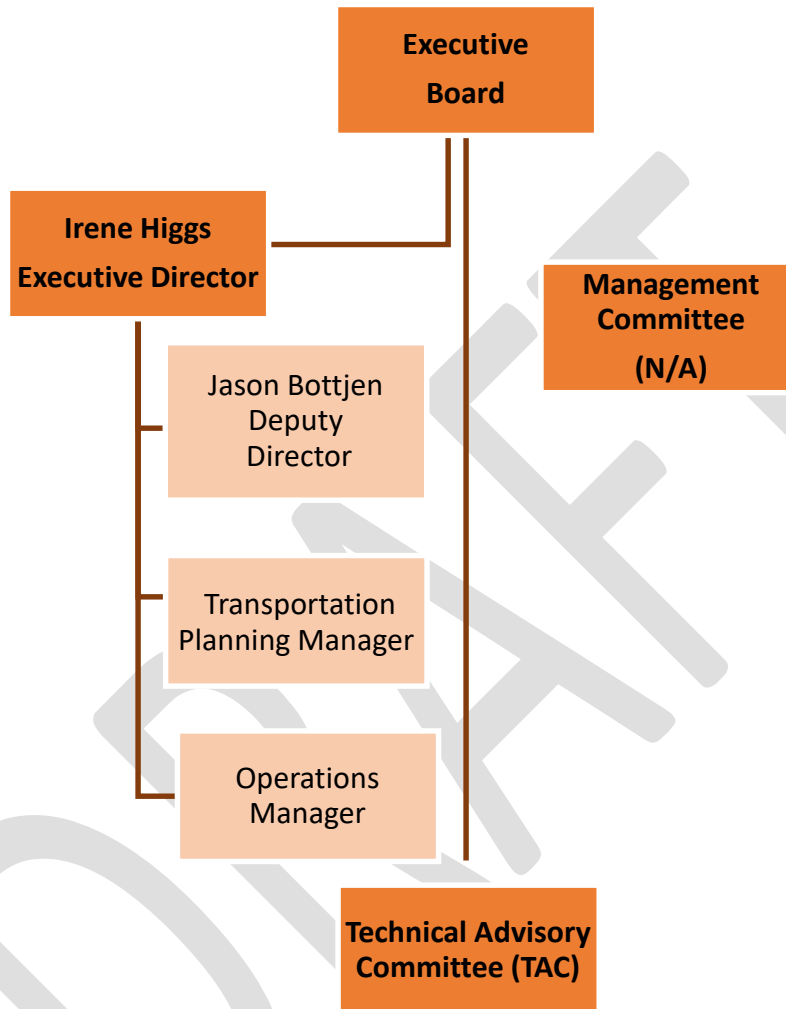 Executive
Board
Irene Higgs
Executive Director
Management
Committee
(N/A)
Jason Bottjen
Deputy
Director
Transportation
Planning Manager
Operations
Manager
Technical Advisory
Committee (TAC)
DRAFT